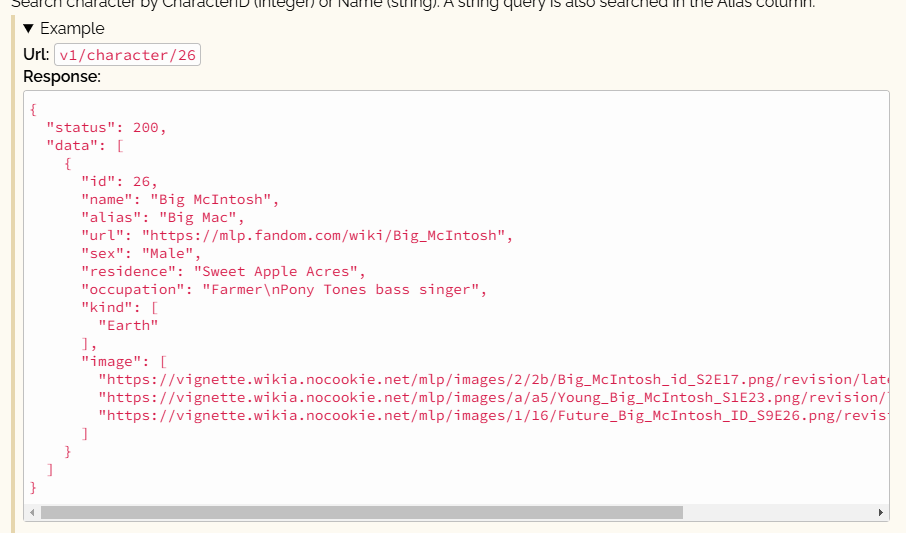 Search character by CharacterID (integer) or Name (string). A string query is also searched in the Alias column.
▼ Example
Url: v1/character/26
Response:
{
  "status": 200,
  "data": [
    {
      "id": 26,
      "name": "Big McIntosh",
      "alias": "Big Mac",
      "url": "https://mlp.fandom.com/wiki/Big_McIntosh",
      "sex": "Male",
      "residence": "Sweet Apple Acres",
      "occupation": "Farmer\nPony Tones bass singer",
      "kind": [
        "Earth"
      ],
      "image": [
        "https://vignette.wikia.nocookie.net/mlp/images/2/2b/Big_McIntosh_id_S2E17.png/revision/late
        "https://vignette.wikia.nocookie.net/mlp/images/a/a5/Young_Big_McIntosh_S1E23.png/revision/
        "https://vignette.wikia.nocookie.net/mlp/images/1/16/Future_Big_McIntosh_ID_S9E26.png/revis
      ]
    }
  ]
}